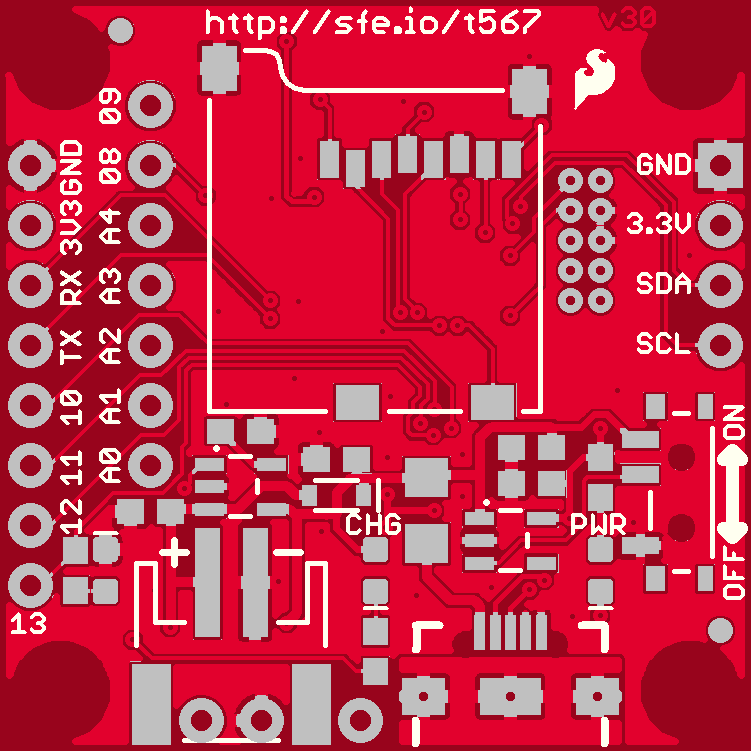 http://sfe.io/t567
v30
09
GND
08
GND
3V3
A4
3.3V
RX
A3
SDA
TX
A2
SCL
10
A1
ON
11
A0
12
CHG
PWR
+
-
OFF
13